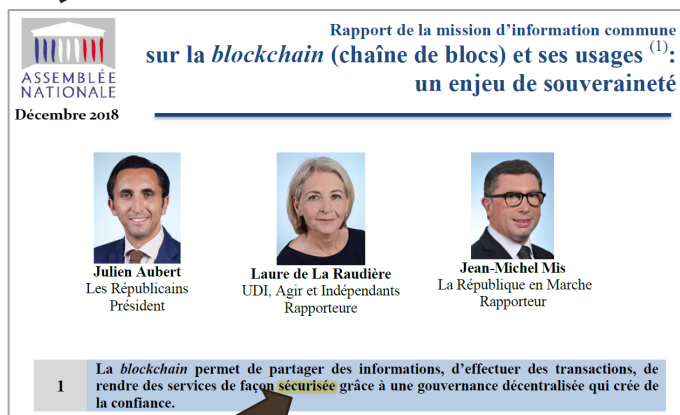 Rapport de la mission d’information commune
sur la blockchain (chaîne de blocs) et ses usages (1):
un enjeu de souveraineté
ASSEMBLÉE
NATIONALE
Décembre 2018
Julien Aubert
Les Républicains
Président
Laure de La Raudière
UDI, Agir et Indépendants
Rapporteure
Jean-Michel Mis
La République en Marche
Rapporteur
1
La blockchain permet de partager des informations, d’effectuer des transactions, de
rendre des services de façon sécurisée grâce à une gouvernance décentralisée qui crée de
la confiance.